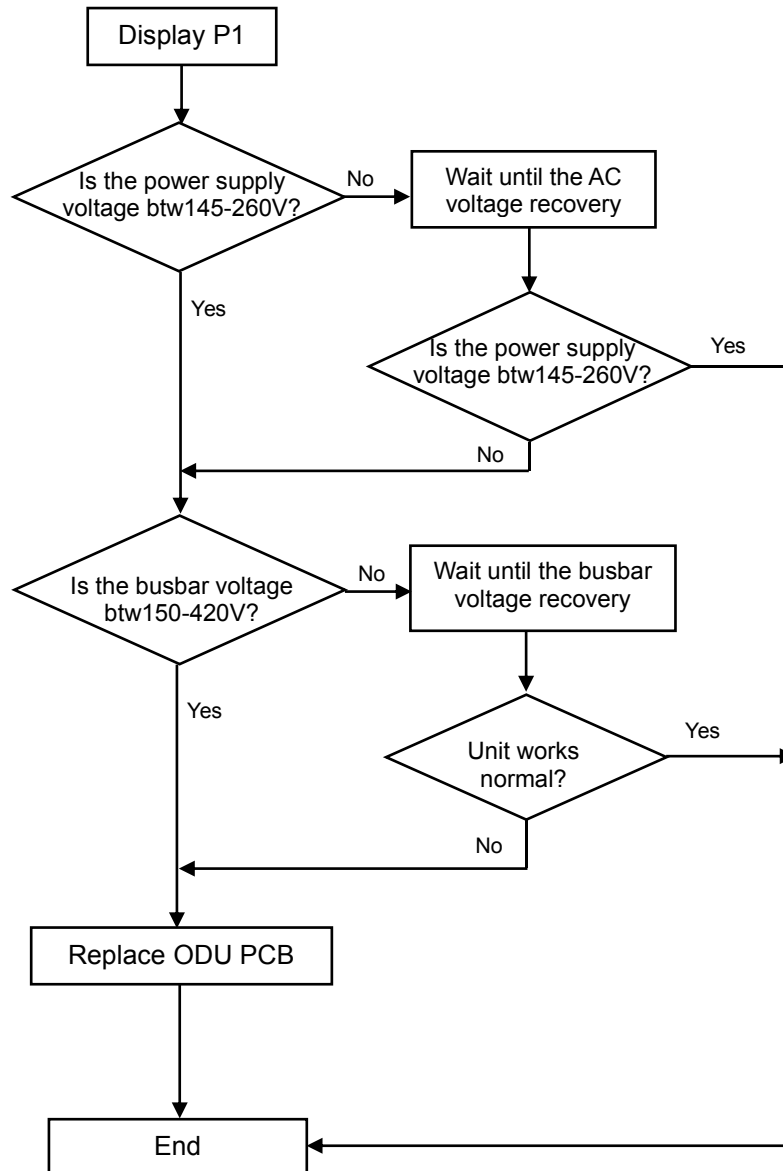 Display P1
Is the power supply
voltage btw145-260V?
No
Wait until the AC
voltage recovery
Yes
Is the power supply
voltage btw145-260V?
Yes
No
Is the busbar voltage
btw150-420V?
No
Wait until the busbar
voltage recovery
Yes
Unit works
normal?
Yes
No
Replace ODU PCB
End